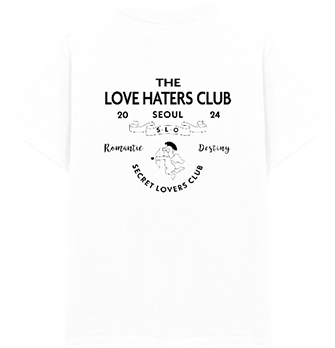 THE
LOVE HATERS CLUB
20 SEOUL 24
S L O
Romantic Destiny
SECRET LOVERS CLUB